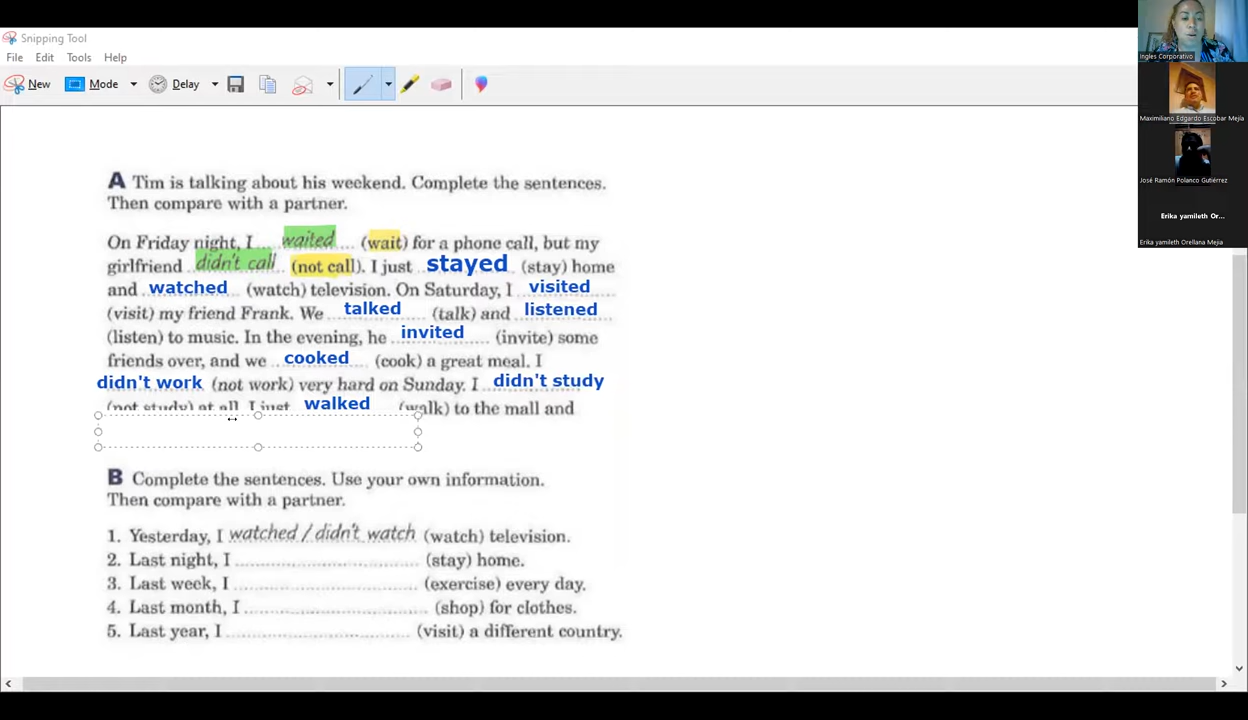 Snipping Tool
File Edit Tools Help
New Mode Delay
Ingles Corporativo
Maximiliano Edgardo Escobar Mejía
José Ramón Polanco Gutiérrez
Erika yamileth Or...
Erika yamileth Orellana Mejia
A Tim is talking about his weekend. Complete the sentences.
Then compare with a partner.
On Friday night, I waited (wait) for a phone call, but my
girlfriend didn't call (not call). I just stayed (stay) home
and watched (watch) television. On Saturday, I visited
(visit) my friend Frank. We talked (talk) and listened
(listen) to music. In the evening, he invited (invite) some
friends over, and we cooked (cook) a great meal. I
didn't work (not work) very hard on Sunday. I didn't study
(not study) at all. I just walked (walk) to the mall and
B Complete the sentences. Use your own information.
Then compare with a partner.
1. Yesterday, I watched / didn't watch (watch) television.
2. Last night, I (stay) home.
3. Last week, I (exercise) every day.
4. Last month, I (shop) for clothes.
5. Last year, I (visit) a different country.